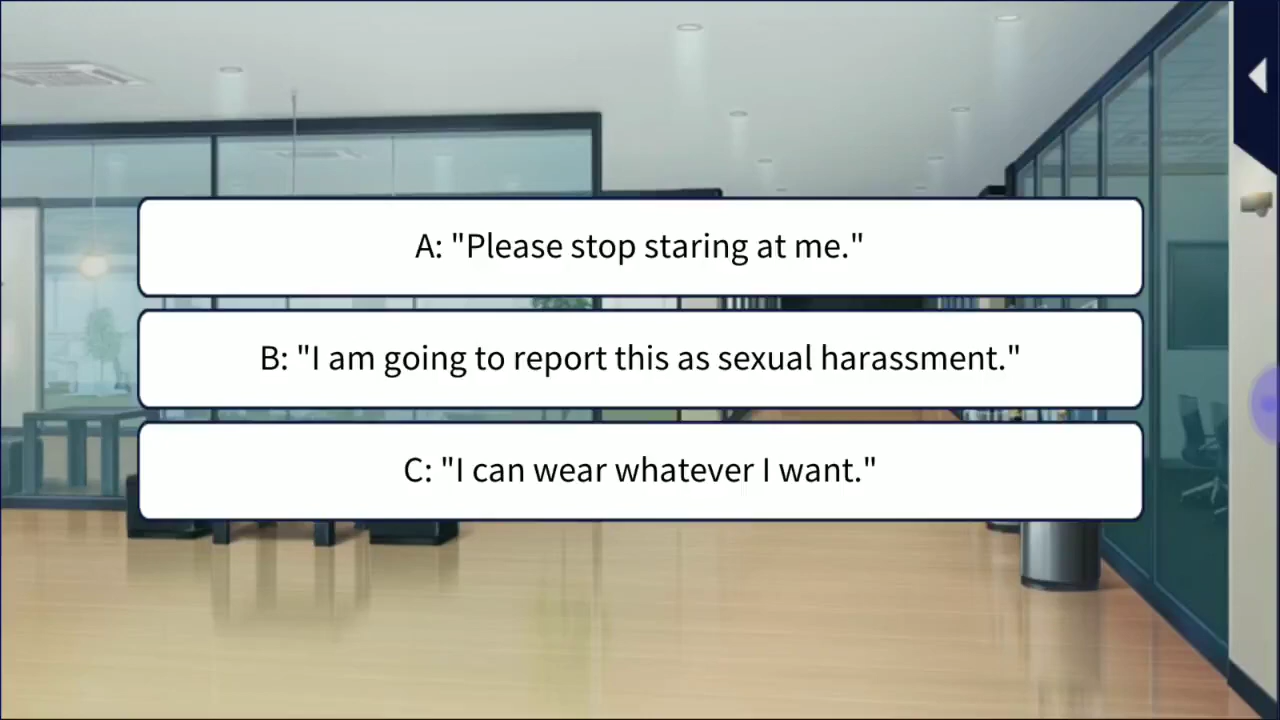 A: "Please stop staring at me."
B: "I am going to report this as sexual harassment."
C: "I can wear whatever I want."